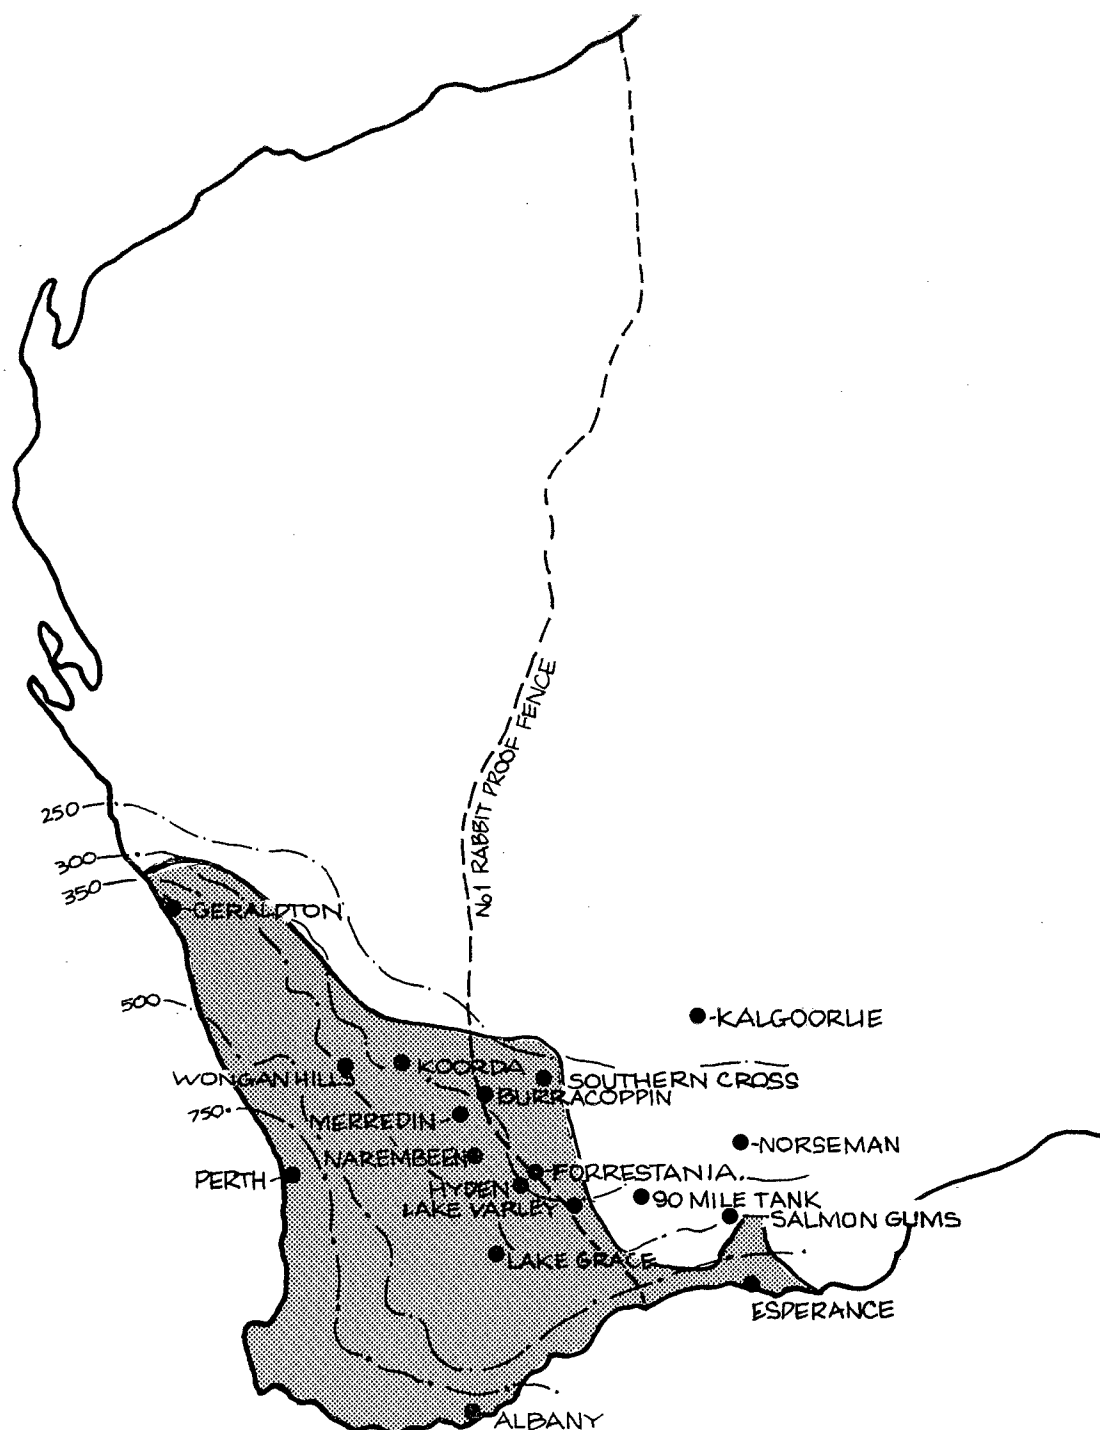 No1 RABBIT PROOF FENCE
250
300
350
GERALDTON
500
KALGOORLIE
WONGAN HILLS
KOORDA
SOUTHERN CROSS
BURRACOPPIN
750
MERREDIN
NORSEMAN
NAREMBEEN
PERTH
FORRESTANIA
HYDEN
90 MILE TANK
LAKE VARLEY
SALMON GUMS
LAKE GRACE
ESPERANCE
ALBANY